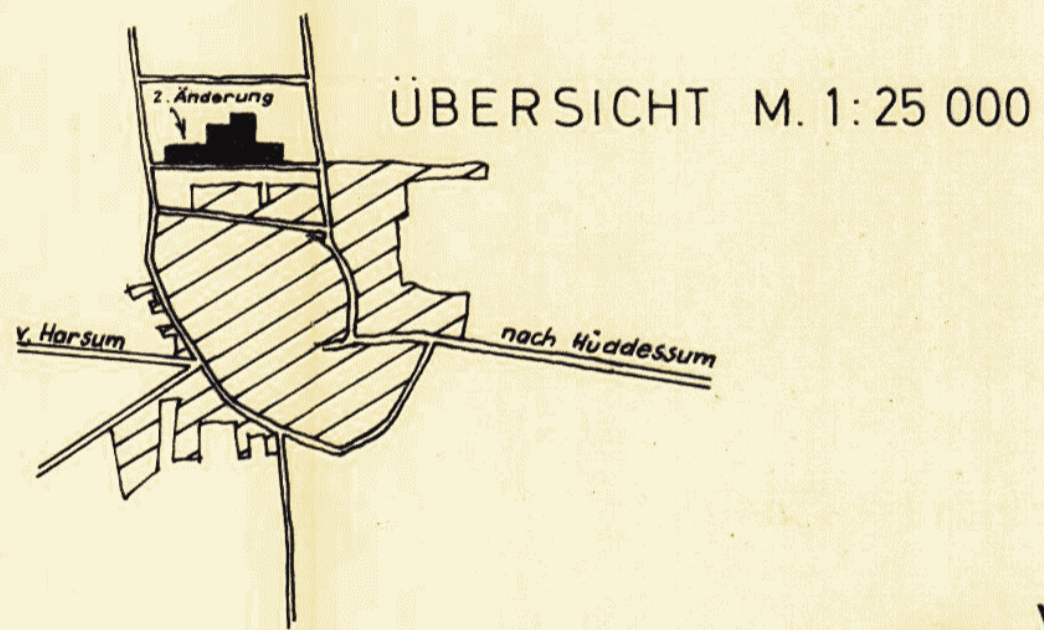 2. Änderung
ÜBERSICHT M. 1:25 000
v. Harsum
nach Hüddessum